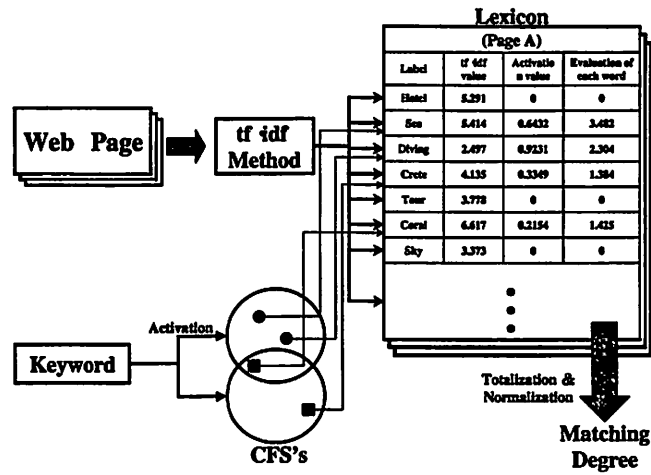 Lexicon
(Page A)
Label tf·idf value Activatio n value Evaluation of each word
Hotel 5.291 0 0
Sea 5.414 0.6432 3.482
Diving 2.497 0.9231 2.304
Crete 4.135 0.3349 1.384
Tour 3.778 0 0
Coral 6.617 0.2154 1.425
Sky 3.373 0 0
Web Page
tf·idf
Method
Activation
Keyword
CFS's
Totalization &
Normalization
Matching
Degree